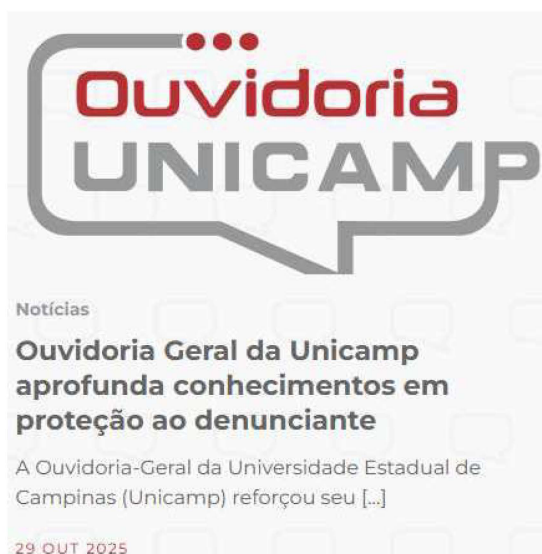 Ouvidoria
UNICAMP
Notícias
Ouvidoria Geral da Unicamp
aprofunda conhecimentos em
proteção ao denunciante
A Ouvidoria-Geral da Universidade Estadual de
Campinas (Unicamp) reforçou seu [...]
29 OUT 2025